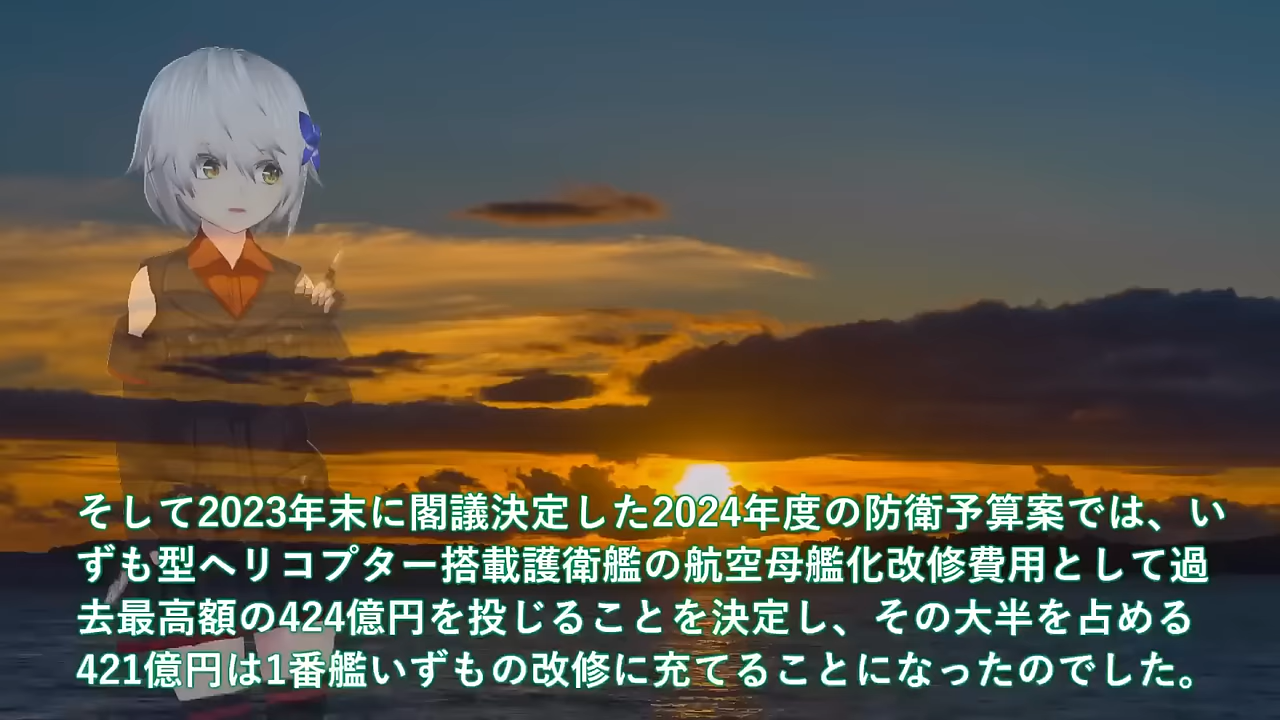 そして2023年末に閣議決定した2024年度の防衛予算案では、い
ずも型ヘリコプター搭載護衛艦の航空母艦化改修費用として過
去最高額の424億円を投じることを決定し、その大半を占める
421億円は1番艦いずもの改修に充てることになったのでした。